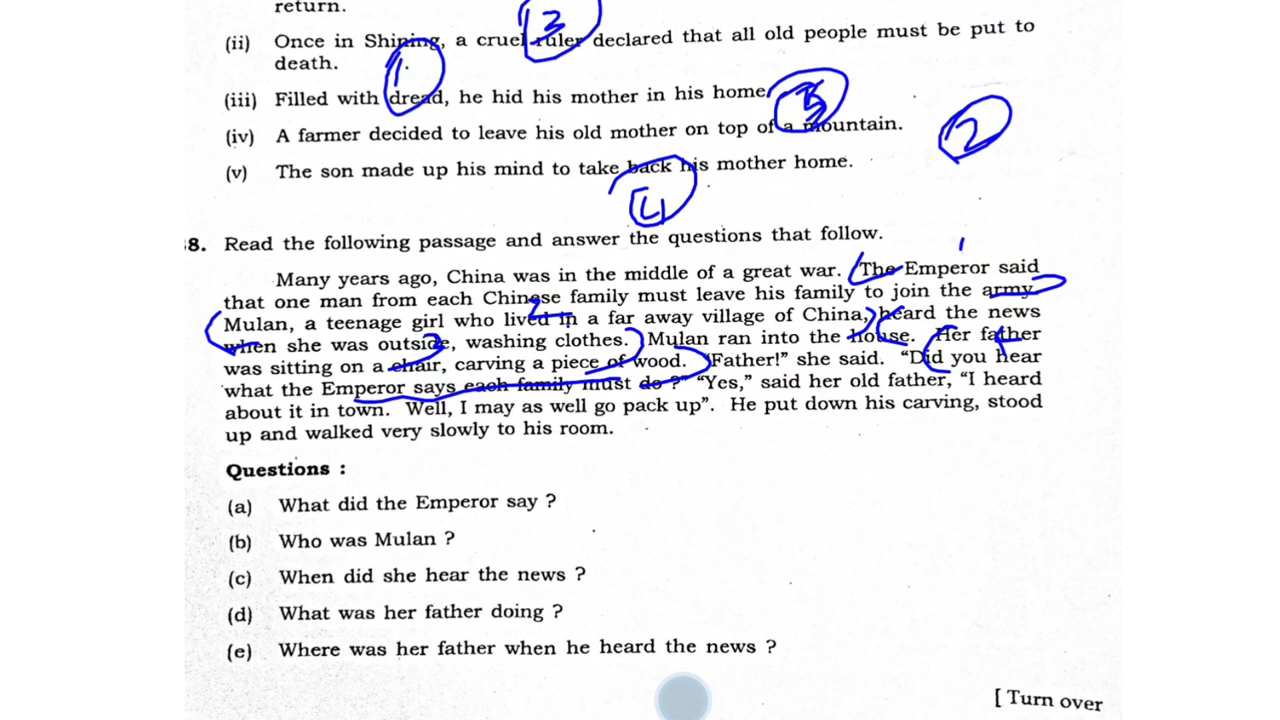 return.
3
(ii) Once in Shining, a cruel ruler declared that all old people must be put to
death.
1.
(iii) Filled with dread, he hid his mother in his home
5
(iv) A farmer decided to leave his old mother on top of a mountain.
2
(v) The son made up his mind to take back his mother home.
4
8. Read the following passage and answer the questions that follow.
1
Many years ago, China was in the middle of a great war. The Emperor said
that one man from each Chinese family must leave his family to join the army.
2
Mulan, a teenage girl who lived in a far away village of China, heard the news
when she was outside, washing clothes. Mulan ran into the house. Her father
3
4
was sitting on a chair, carving a piece of wood. "Father!" she said. "Did you hear
what the Emperor says each family must do ?" "Yes," said her old father, "I heard
about it in town. Well, I may as well go pack up". He put down his carving, stood
up and walked very slowly to his room.
Questions :
(a) What did the Emperor say ?
(b) Who was Mulan ?
(c) When did she hear the news ?
(d) What was her father doing ?
(e) Where was her father when he heard the news ?
[ Turn over